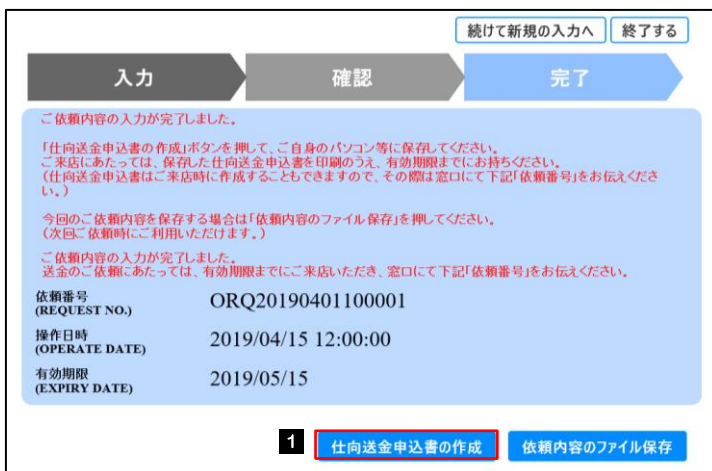 続けて新規の入力へ 終了する
入力 確認 完了
ご依頼内容の入力が完了しました。
「仕向送金申込書の作成」ボタンを押して、ご自身のパソコン等に保存してください。
ご来店にあたっては、保存した仕向送金申込書を印刷のうえ、有効期限までにお持ちください。
(仕向送金申込書はご来店時に作成することもできますので、その際は窓口にて下記「依頼番号」をお伝えくださ
い。)
今回のご依頼内容を保存する場合は「依頼内容のファイル保存」を押してください。
(次回ご依頼時にご利用いただけます。)
ご依頼内容の入力が完了しました。
送金のご依頼にあたっては、有効期限までにご来店いただき、窓口にて下記「依頼番号」をお伝えください。
依頼番号
(REQUEST NO.) ORQ20190401100001
操作日時
(OPERATE DATE) 2019/04/15 12:00:00
有効期限
(EXPIRY DATE) 2019/05/15
1 仕向送金申込書の作成 依頼内容のファイル保存